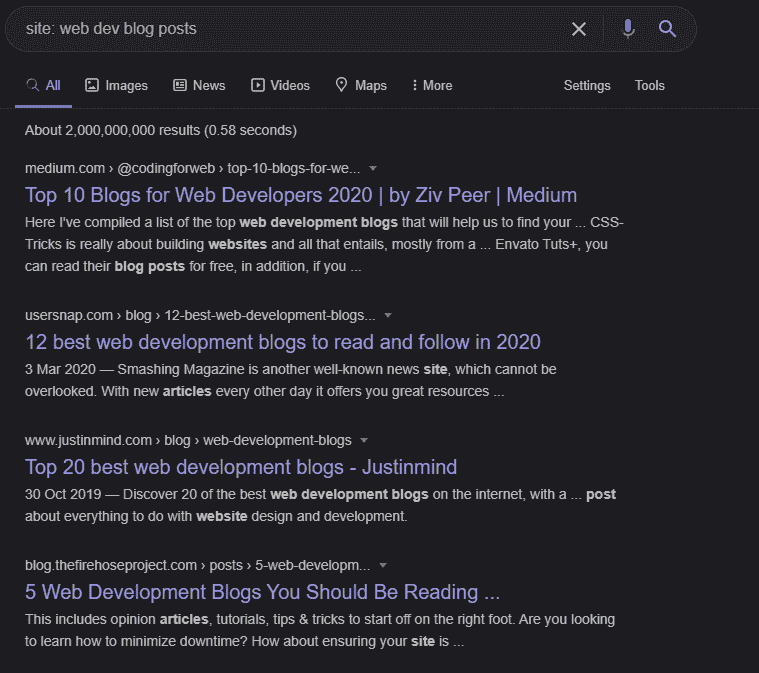 site: web dev blog posts
All Images News Videos Maps More Settings Tools
About 2,000,000,000 results (0.58 seconds)
medium.com › @codingforweb › top-10-blogs-for-we...
Top 10 Blogs for Web Developers 2020 | by Ziv Peer | Medium
Here I've compiled a list of the top web development blogs that will help us to find your ... CSS-
Tricks is really about building websites and all that entails, mostly from a ... Envato Tuts+, you
can read their blog posts for free, in addition, if you ...
usersnap.com › blog › 12-best-web-development-blogs...
12 best web development blogs to read and follow in 2020
3 Mar 2020 — Smashing Magazine is another well-known news site, which cannot be
overlooked. With new articles every other day it offers you great resources ...
www.justinmind.com › blog › web-development-blogs
Top 20 best web development blogs - Justinmind
30 Oct 2019 — Discover 20 of the best web development blogs on the internet, with a ... post
about everything to do with website design and development.
blog.thefirehoseproject.com › posts › 5-web-developm...
5 Web Development Blogs You Should Be Reading ...
This includes opinion articles, tutorials, tips & tricks to start off on the right foot. Are you looking
to learn how to minimize downtime? How about ensuring your site is ...